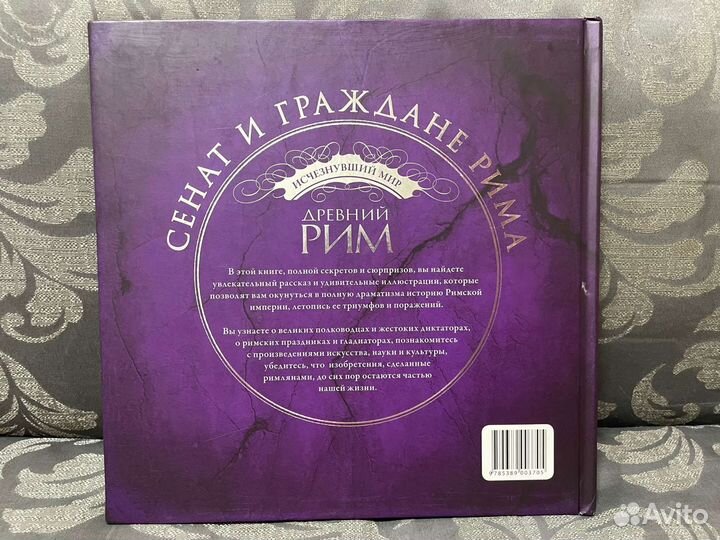 СЕНАТ И ГРАЖДАНЕ РИМА
ИСЧЕЗНУВШИЙ МИР
ДРЕВНИЙ
РИМ
В этой книге, полной секретов и сюрпризов, вы найдете
увлекательный рассказ и удивительные иллюстрации, которые
позволят вам окунуться в полную драматизма историю Римской
империи, летопись ее триумфов и поражений.
Вы узнаете о великих полководцах и жестоких диктаторах,
о римских праздниках и гладиаторах, познакомитесь
с произведениями искусства, науки и культуры,
убедитесь, что изобретения, сделанные
римлянами, до сих пор остаются частью
нашей жизни.
9 785389 003705
Avito